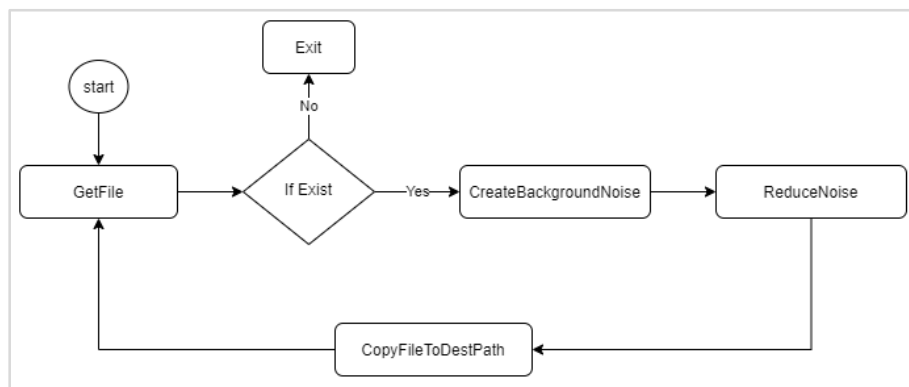 Exit
start
No
GetFile
If Exist
Yes
CreateBackgroundNoise
ReduceNoise
CopyFileToDestPath